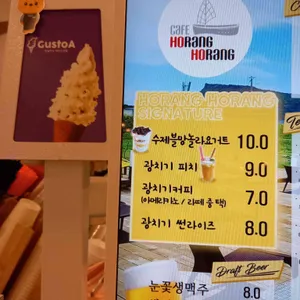 GustoA
CAFE
HORANG
HORANG
HORANG HORANG
SIGNATURE
수제블랑놀라요거트 10.0
광치기 피치 9.0
광치기커피 7.0
(아메리카노 / 라떼 중 택)
광치기 썬라이즈 8.0
Draft Beer
눈꽃생맥주 8.0